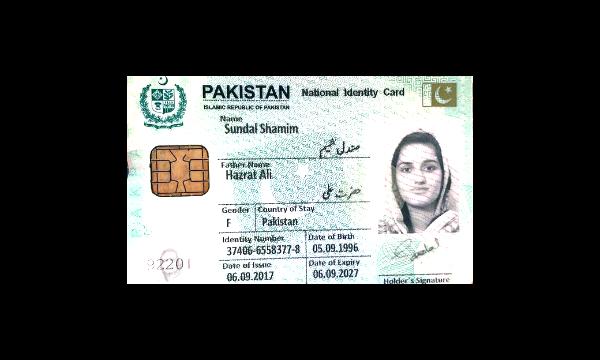 PAKISTAN National Identity Card
ISLAMIC REPUBLIC OF PAKISTAN
Name
Sundal Shamim
صندل شمیم
Father Name
Hazrat Ali
حضرت علی
Gender Country of Stay
F Pakistan
Identity Number Date of Birth
37406-6558377-8 05.09.1996
Date of Issue Date of Expiry
92201 06.09.2017 06.09.2027
Holder's Signature